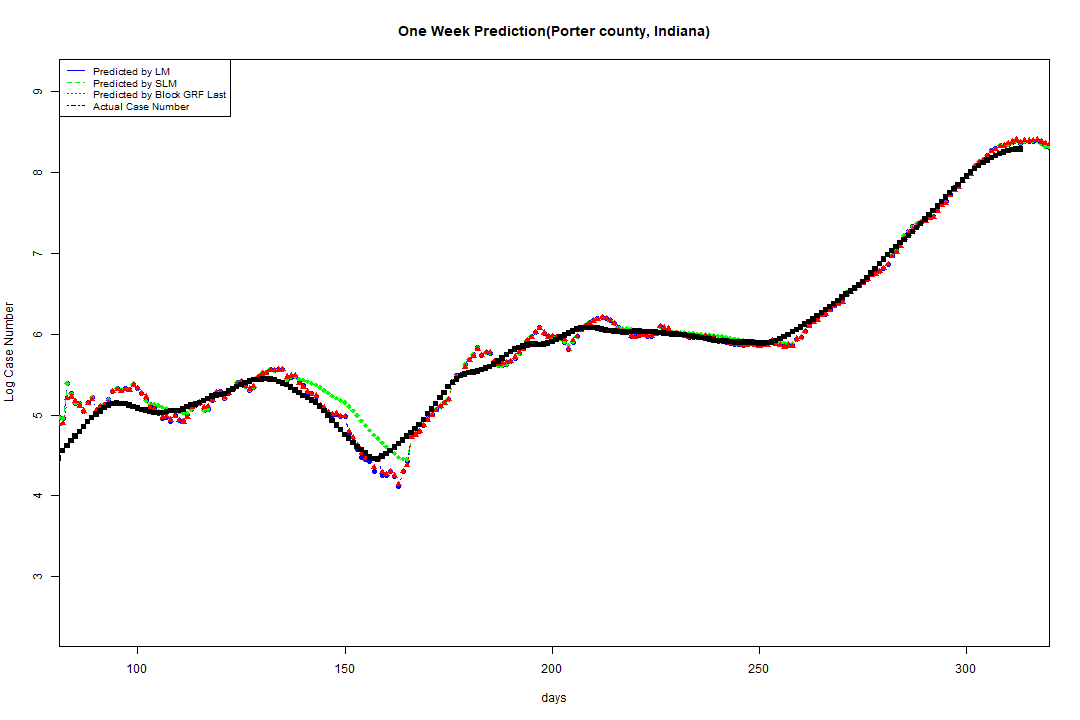 One Week Prediction(Porter county, Indiana)
Predicted by LM
Predicted by SLM
Predicted by Block GRF Last
Actual Case Number
Log Case Number
9
8
7
6
5
4
3
100
150
200
250
300
days